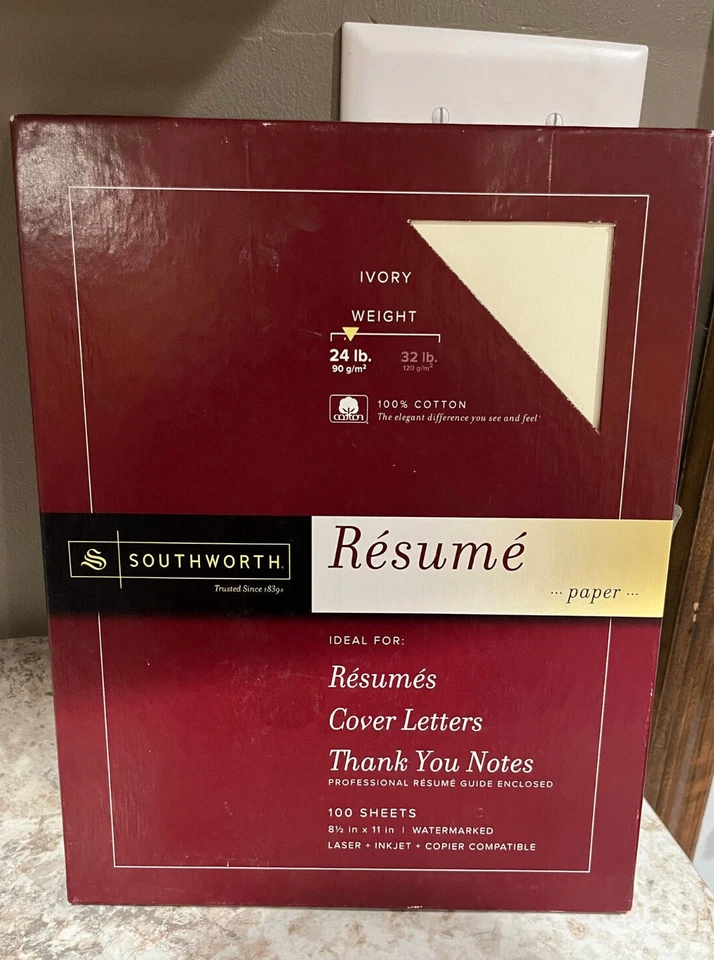 IVORY
WEIGHT
24 lb. 32 lb.
90 g/m² 120 g/m²
Cotton
100% COTTON
The elegant difference you see and feel*
S SOUTHWORTH®
Trusted Since 1839®
Résumé
... paper ...
IDEAL FOR:
Résumés
Cover Letters
Thank You Notes
PROFESSIONAL RÉSUMÉ GUIDE ENCLOSED
100 SHEETS
8½ in x 11 in | WATERMARKED
LASER + INKJET + COPIER COMPATIBLE